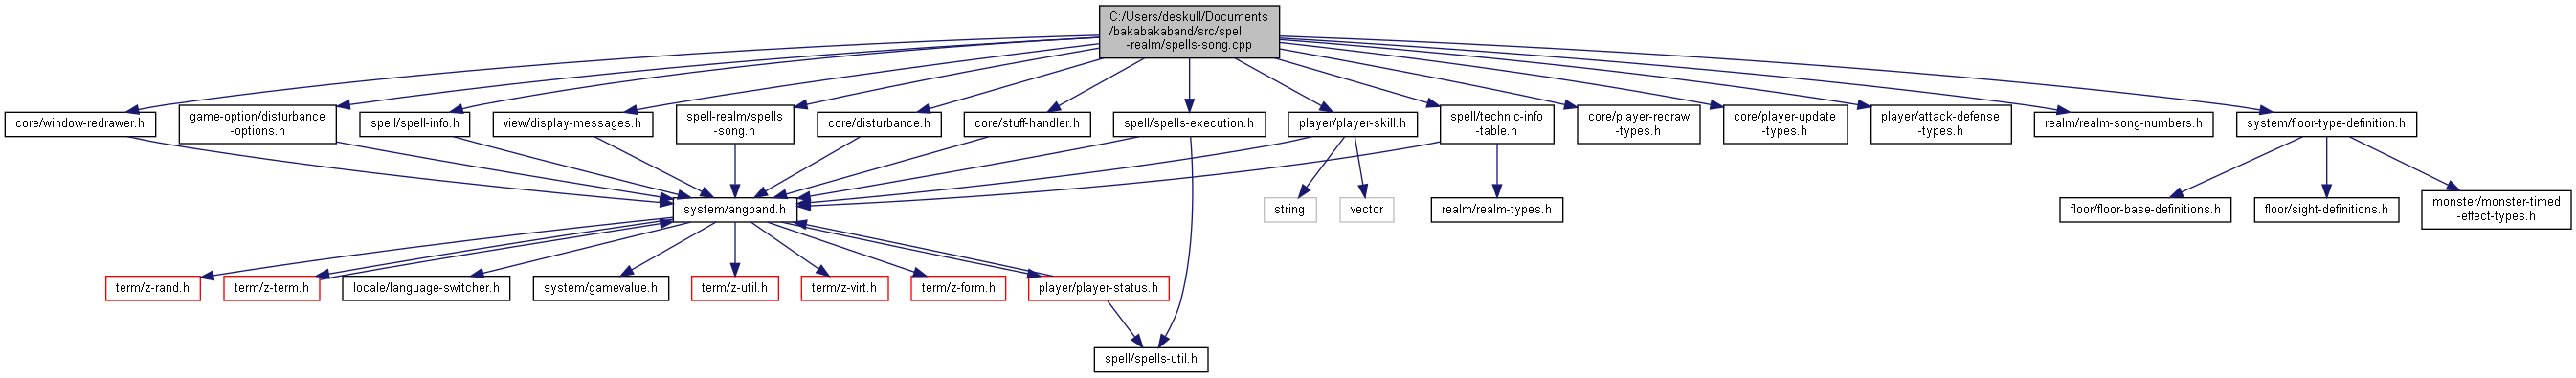 C:/Users/deskull/Documents
/bakabakaband/src/spell
-realm/spells-song.cpp
core/window-redrawer.h
game-option/disturbance
-options.h
spell/spell-info.h
view/display-messages.h
spell-realm/spells
-song.h
core/disturbance.h
core/stuff-handler.h
spell/spells-execution.h
player/player-skill.h
spell/technic-info
-table.h
core/player-redraw
-types.h
core/player-update
-types.h
player/attack-defense
-types.h
realm/realm-song-numbers.h
system/floor-type-definition.h
system/angband.h
string
vector
realm/realm-types.h
floor/floor-base-definitions.h
floor/sight-definitions.h
monster/monster-timed
-effect-types.h
term/z-rand.h
term/z-term.h
locale/language-switcher.h
system/gamevalue.h
term/z-util.h
term/z-virt.h
term/z-form.h
player/player-status.h
spell/spells-util.h